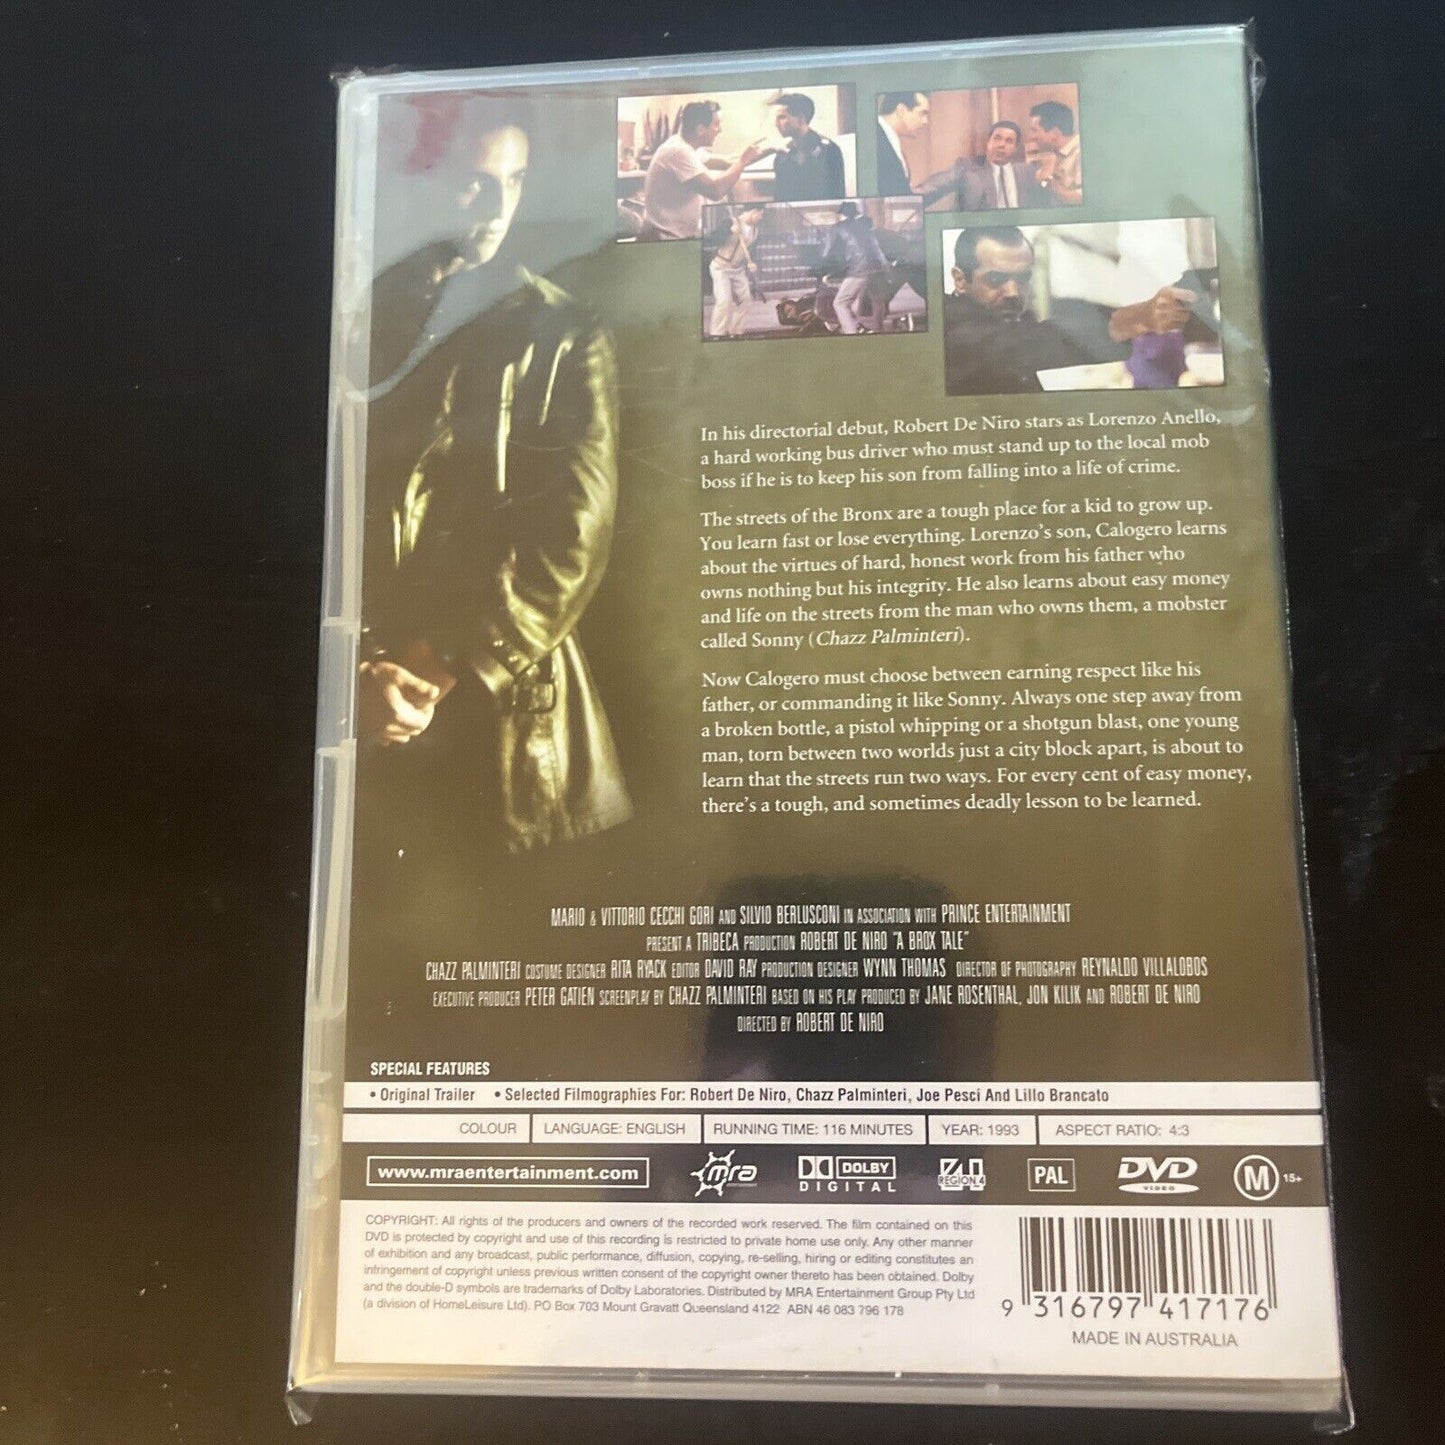 In his directorial debut, Robert De Niro stars as Lorenzo Anello,
a hard working bus driver who must stand up to the local mob
boss if he is to keep his son from falling into a life of crime.
The streets of the Bronx are a tough place for a kid to grow up.
You learn fast or lose everything. Lorenzo's son, Calogero learns
about the virtues of hard, honest work from his father who
owns nothing but his integrity. He also learns about easy money
and life on the streets from the man who owns them, a mobster
called Sonny (Chazz Palminteri).
Now Calogero must choose between earning respect like his
father, or commanding it like Sonny. Always one step away from
a broken bottle, a pistol whipping or a shotgun blast, one young
man, torn between two worlds just a city block apart, is about to
learn that the streets run two ways. For every cent of easy money,
there's a tough, and sometimes deadly lesson to be learned.
MARIO & VITTORIO CECCHI GORI AND SILVIO BERLUSCONI IN ASSOCIATION WITH PRINCE ENTERTAINMENT
PRESENT A TRIBECA PRODUCTION ROBERT DE NIRO "A BROX TALE"
CHAZZ PALMINTERI COSTUME DESIGNER RITA RYACK EDITOR DAVID RAY PRODUCTION DESIGNER WYNN THOMAS DIRECTOR OF PHOTOGRAPHY REYNALDO VILLALOBOS
EXECUTIVE PRODUCER PETER GATIEN SCREENPLAY BY CHAZZ PALMINTERI BASED ON HIS PLAY PRODUCED BY JANE ROSENTHAL, JON KILIK AND ROBERT DE NIRO
DIRECTED BY ROBERT DE NIRO
SPECIAL FEATURES
• Original Trailer • Selected Filmographies For: Robert De Niro, Chazz Palminteri, Joe Pesci And Lillo Brancato
COLOUR LANGUAGE: ENGLISH RUNNING TIME: 116 MINUTES YEAR: 1993 ASPECT RATIO: 4:3
www.mraentertainment.com mra entertainment DOLBY DIGITAL 4 REGION 4 PAL DVD VIDEO M 15+
COPYRIGHT: All rights of the producers and owners of the recorded work reserved. The film contained on this
DVD is protected by copyright and use of this recording is restricted to private home use only. Any other manner
of exhibition and any broadcast, public performance, diffusion, copying, re-selling, hiring or editing constitutes an
infringement of copyright unless previous written consent of the copyright owner thereto has been obtained. Dolby
and the double-D symbols are trademarks of Dolby Laboratories. Distributed by MRA Entertainment Group Pty Ltd
(a division of HomeLeisure Ltd). PO Box 703 Mount Gravatt Queensland 4122 ABN 46 083 796 178
9 316797 417176
MADE IN AUSTRALIA